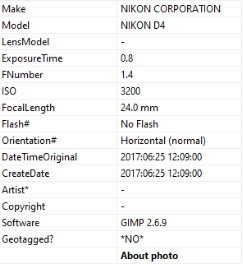 Make NIKON CORPORATION
Model NIKON D4
LensModel -
ExposureTime 0.8
FNumber 1.4
ISO 3200
FocalLength 24.0 mm
Flash# No Flash
Orientation# Horizontal (normal)
DateTimeOriginal 2017:06:25 12:09:00
CreateDate 2017:06:25 12:09:00
Artist* -
Copyright -
Software GIMP 2.6.9
Geotagged? *NO*
About photo